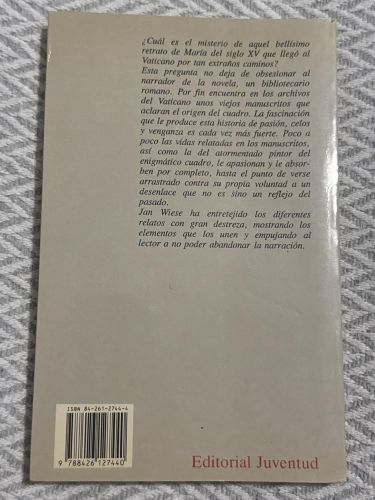 ¿Cuál es el misterio de aquel bellísimo
retrato de María del siglo XV que llegó al
Vaticano por tan extraños caminos?
Esta pregunta no deja de obsesionar al
narrador de la novela, un bibliotecario
romano. Por fin encuentra en los archivos
del Vaticano unos viejos manuscritos que
aclaran el origen del cuadro. La fascinación
que le produce esta historia de pasión, celos
y venganza es cada vez más fuerte. Poco a
poco las vidas relatadas en los manuscritos,
así como la del atormentado pintor del
enigmático cuadro, le apasionan y le absor-
ben por completo, hasta el punto de verse
arrastrado contra su propia voluntad a un
desenlace que no es sino un reflejo del
pasado.
Jan Wiese ha entretejido los diferentes
relatos con gran destreza, mostrando los
elementos que los unen y empujando al
lector a no poder abandonar la narración.
ISBN 84-261-2744-4
9 788426 127440
Editorial Juventud